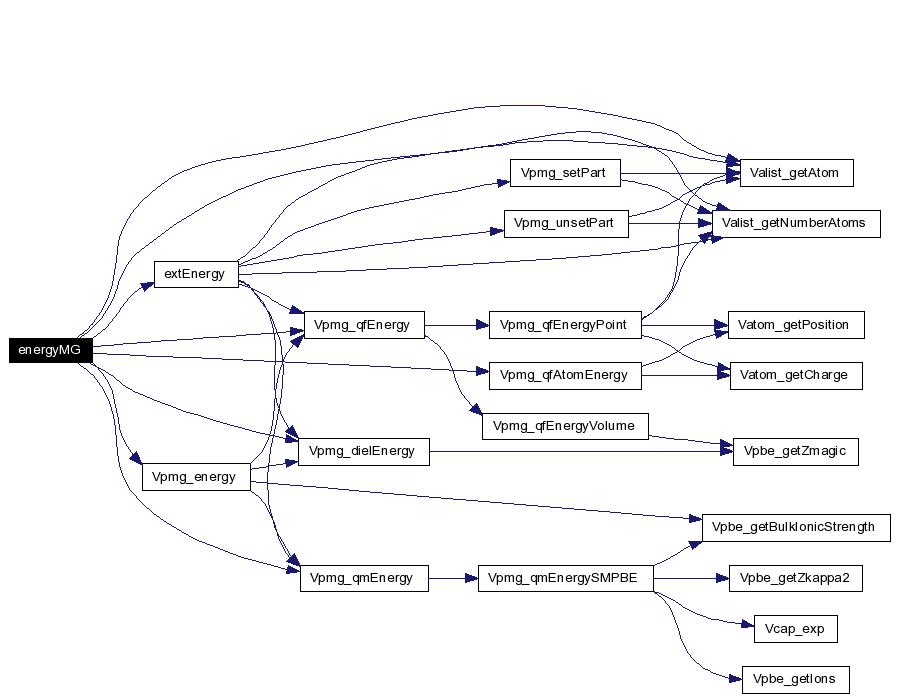 Vpmg_setPart
Valist_getAtom
Vpmg_unsetPart
Valist_getNumberAtoms
extEnergy
Vpmg_qfEnergy
Vpmg_qfEnergyPoint
Vatom_getPosition
energyMG
Vpmg_qfAtomEnergy
Vatom_getCharge
Vpmg_qfEnergyVolume
Vpmg_dielEnergy
Vpbe_getZmagic
Vpmg_energy
Vpbe_getBulkIonicStrength
Vpmg_qmEnergy
Vpmg_qmEnergySMPBE
Vpbe_getZkappa2
Vcap_exp
Vpbe_getIons